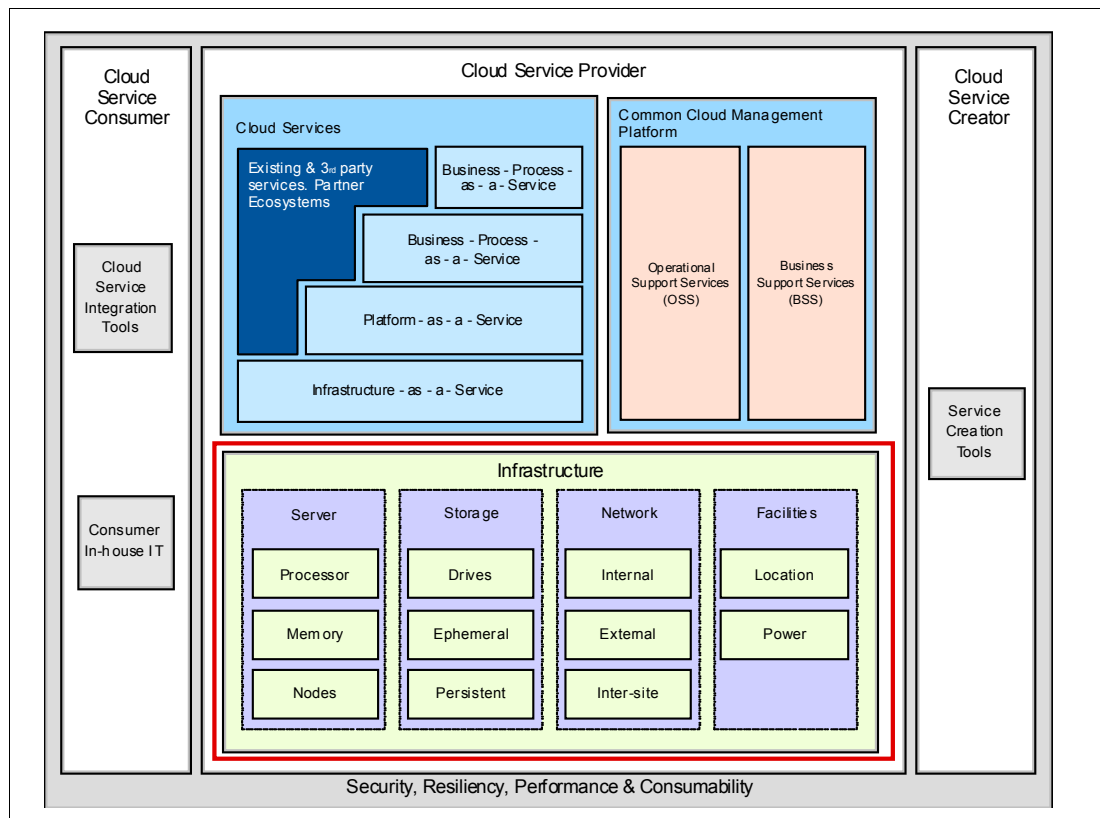 Cloud
Service
Consumer
Cloud
Service
Integration
Tools
Consumer
In-house IT
Cloud Service Provider
Cloud Services
Existing & 3rd party
services. Partner
Ecosystems
Business - Process -
as - a - Service
Business - Process -
as - a - Service
Platform - as - a - Service
Infrastructure - as - a - Service
Common Cloud Management
Platform
Operational
Support Services
(OSS)
Business
Support Services
(BSS)
Infrastructure
Server
Processor
Memory
Nodes
Storage
Drives
Ephemeral
Persistent
Network
Internal
External
Inter-site
Facilities
Location
Power
Cloud
Service
Creator
Service
Creation
Tools
Security, Resiliency, Performance & Consumability